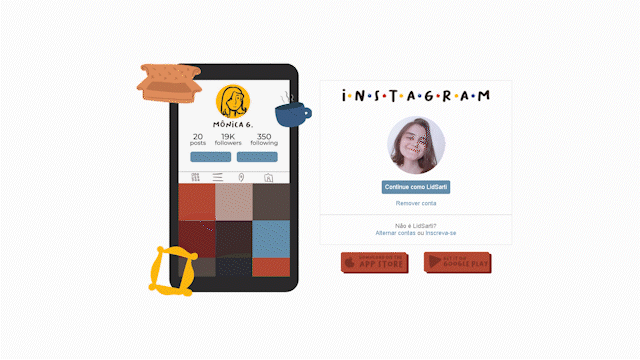 MÔNICA G.
20 19K 350
posts followers following
i·N·S·T·A·G·R·A·M
Continue como LidSarti
Remover conta
Não é LidSarti?
Alternar contas ou Inscreva-se
DOWNLOAD ON THE
APP STORE
GET IT ON
GOOGLE PLAY